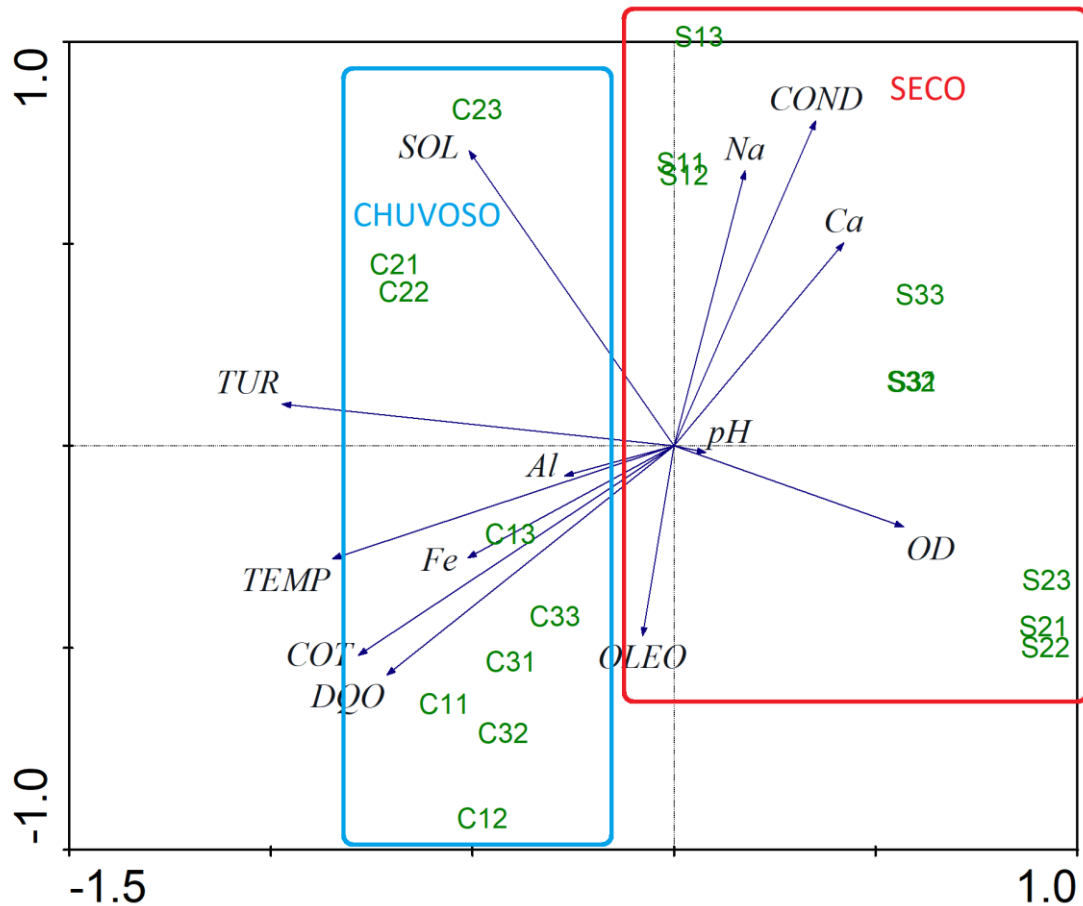 1.0
S13
SECO
COND
C23
SOL
Na
S11
S12
CHUVOSO
Ca
C21
C22
S33
TUR
S32
pH
Al
C13
Fe
OD
TEMP
S23
C33
S21
COT
C31
OLEO
S22
DQO
C11
C32
C12
-1.0
-1.5
1.0